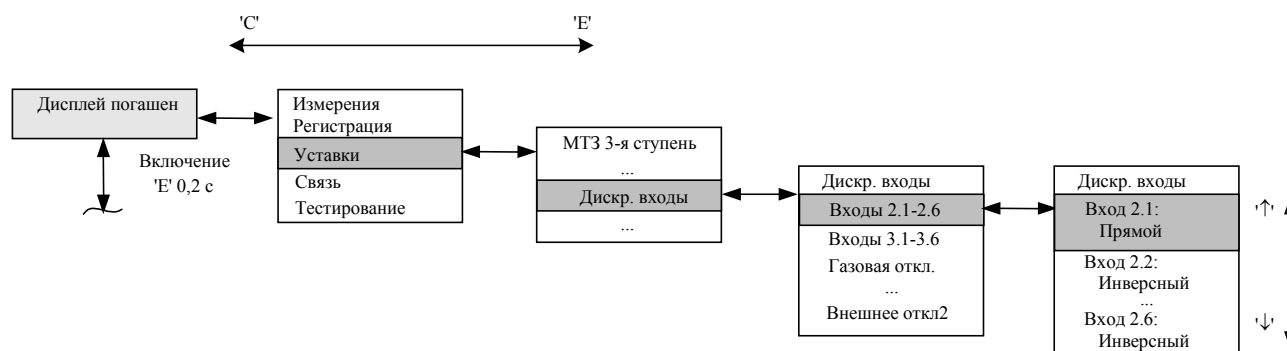 'C' 'E'
Дисплей погашен
Включение
'E' 0,2 с
Измерения
Регистрация
Уставки
Связь
Тестирование
МТЗ 3-я ступень
...
Дискр. входы
...
Дискр. входы
Входы 2.1-2.6
Входы 3.1-3.6
Газовая откл.
...
Внешнее откл2
Дискр. входы
Вход 2.1:
Прямой
Вход 2.2:
Инверсный
...
Вход 2.6:
Инверсный
'↑'
'↓'